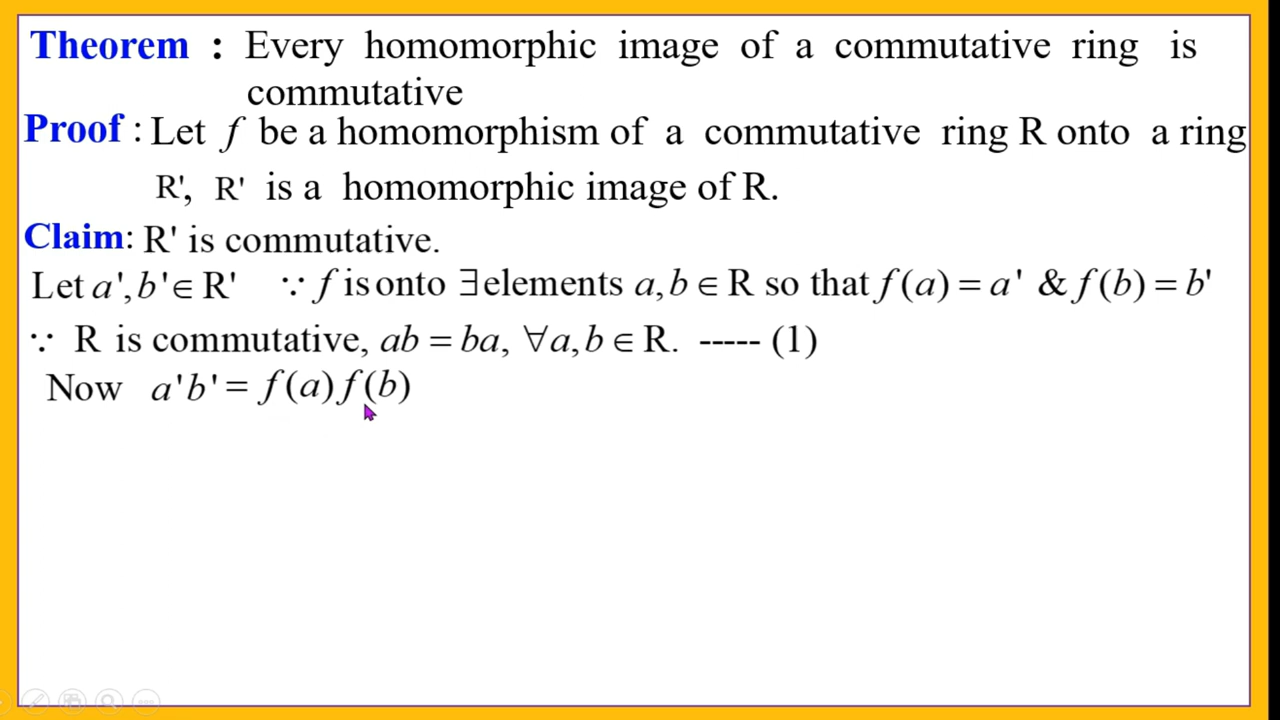 Theorem : Every homomorphic image of a commutative ring is
commutative
Proof : Let f be a homomorphism of a commutative ring R onto a ring
R', R' is a homomorphic image of R.
Claim: R' is commutative.
Let a', b' ∈ R' ∵ f is onto ∃ elements a, b ∈ R so that f(a) = a' & f(b) = b'
∵ R is commutative, ab = ba, ∀a, b ∈ R. ----- (1)
Now a'b' = f(a) f(b)